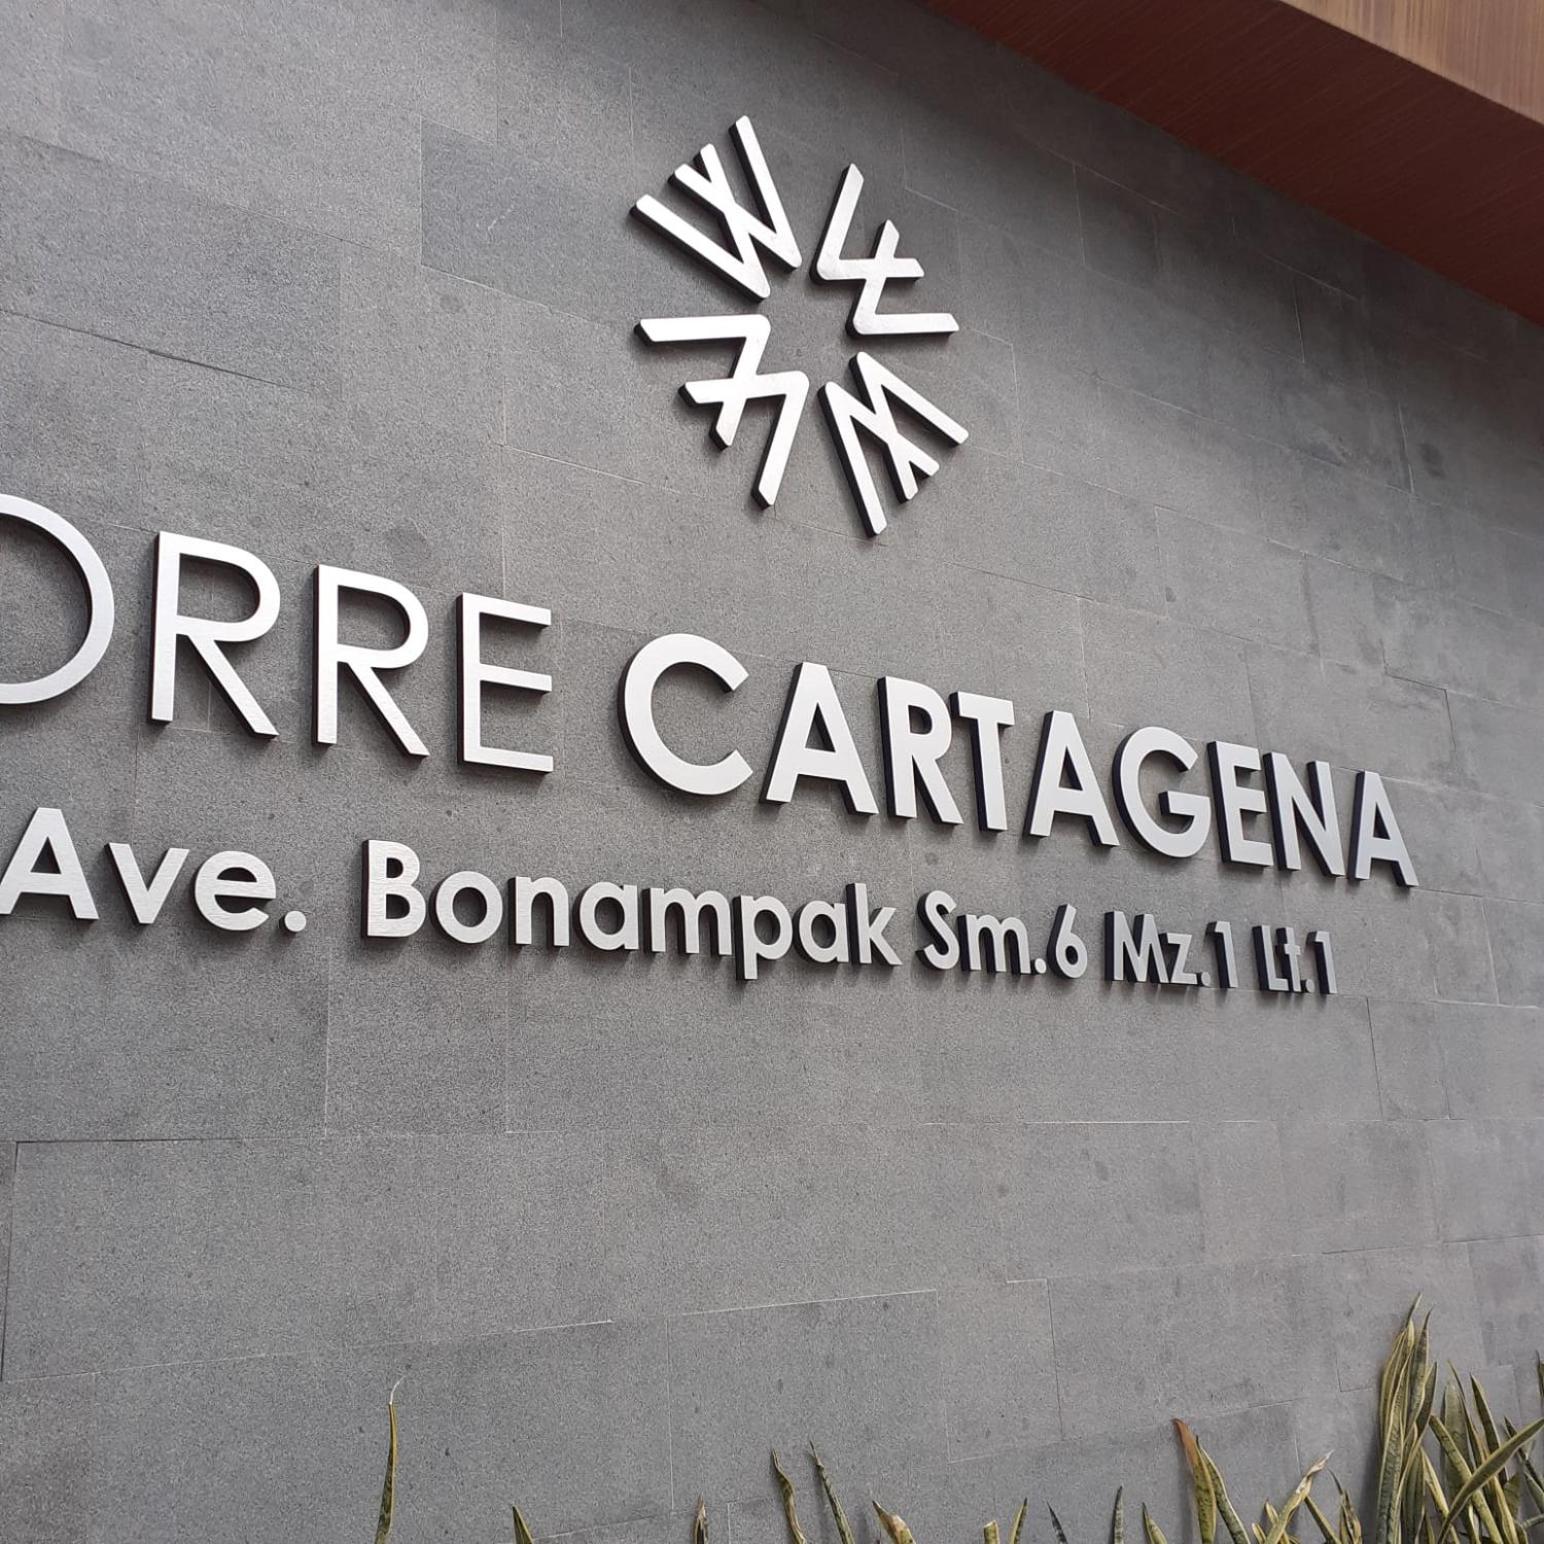 ORRE CARTAGENA
Ave. Bonampak Sm.6 Mz.1 Lt.1